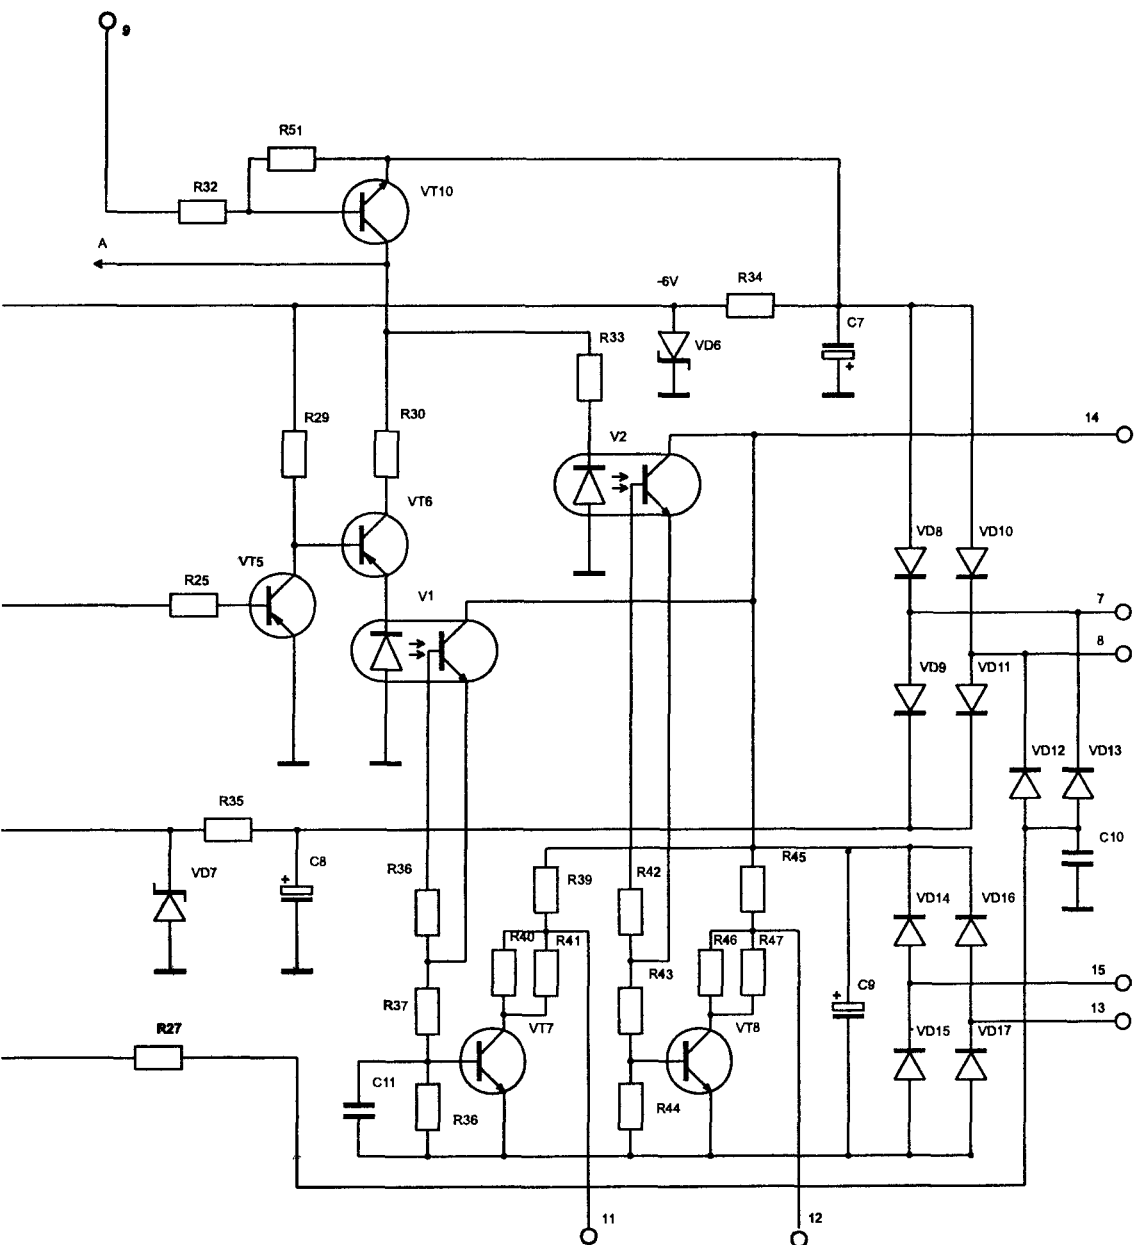 9
R51
R32
VT10
A
-6V
R34
C7
R33
VD6
R29
R30
14
V2
VT6
VD8
VD10
VT5
R25
V1
7
8
VD9
VD11
VD12
VD13
R35
C10
C8
VD7
R36
R39
R42
R45
VD14
VD16
R40
R41
R46
R47
R43
15
C9
R37
13
VT7
VT8
VD15
VD17
R27
C11
R36
R44
11
12
+
+
+